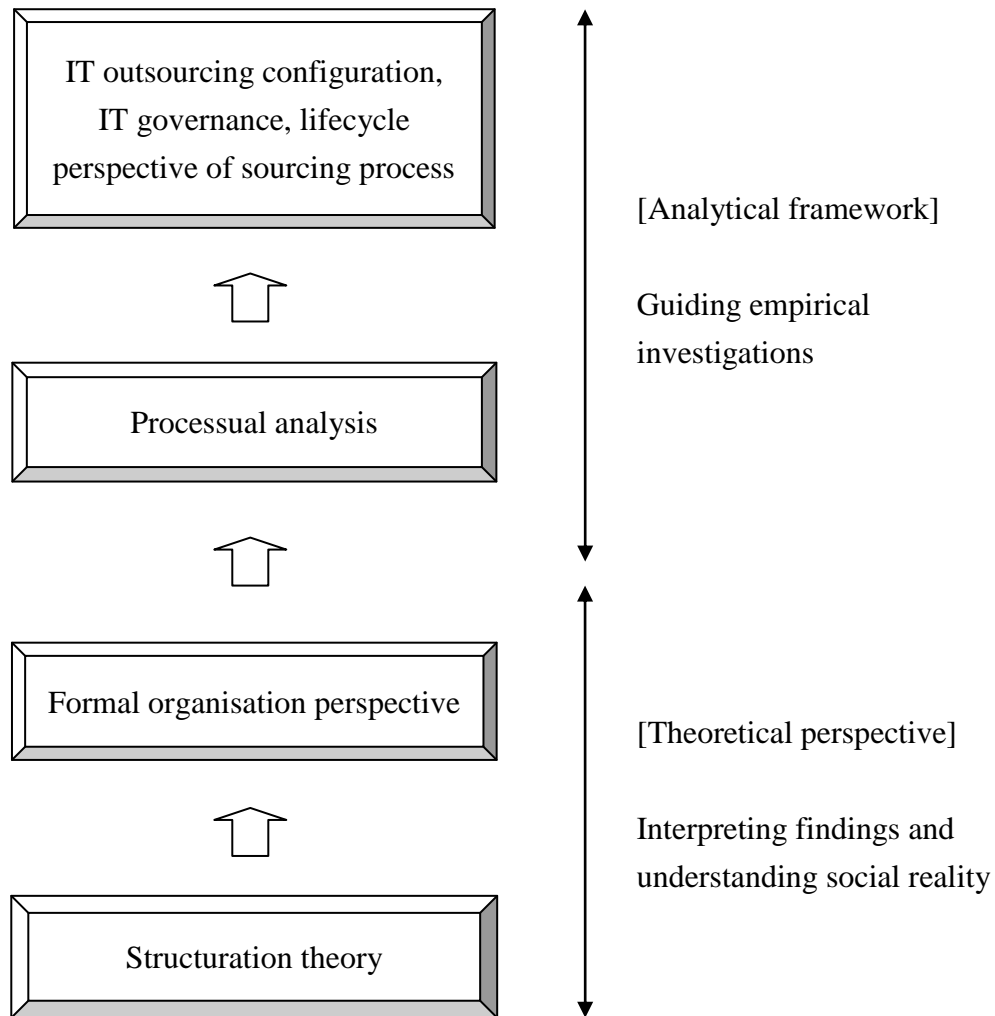 IT outsourcing configuration,
IT governance, lifecycle
perspective of sourcing process
[Analytical framework]
Guiding empirical
investigations
Processual analysis
Formal organisation perspective
[Theoretical perspective]
Interpreting findings and
understanding social reality
Structuration theory